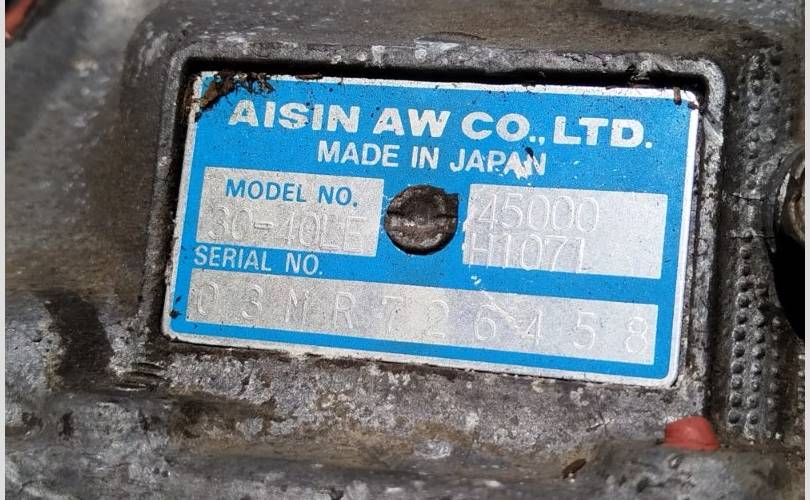 AISIN AW CO., LTD.
MADE IN JAPAN
MODEL NO.
30-40LE
45000
H1071
SERIAL NO.
03MR726458